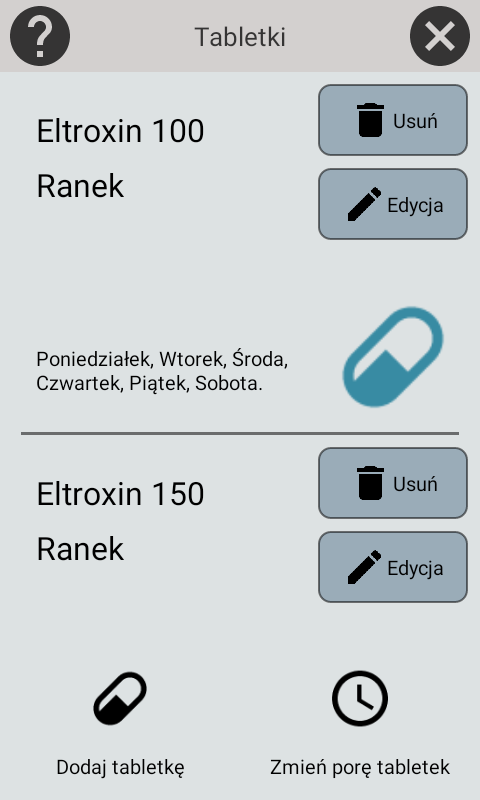 Tabletki
Eltroxin 100
Usuń
Ranek
Edycja
Poniedziałek, Wtorek, Środa,
Czwartek, Piątek, Sobota.
Eltroxin 150
Usuń
Ranek
Edycja
Dodaj tabletkę
Zmień porę tabletek